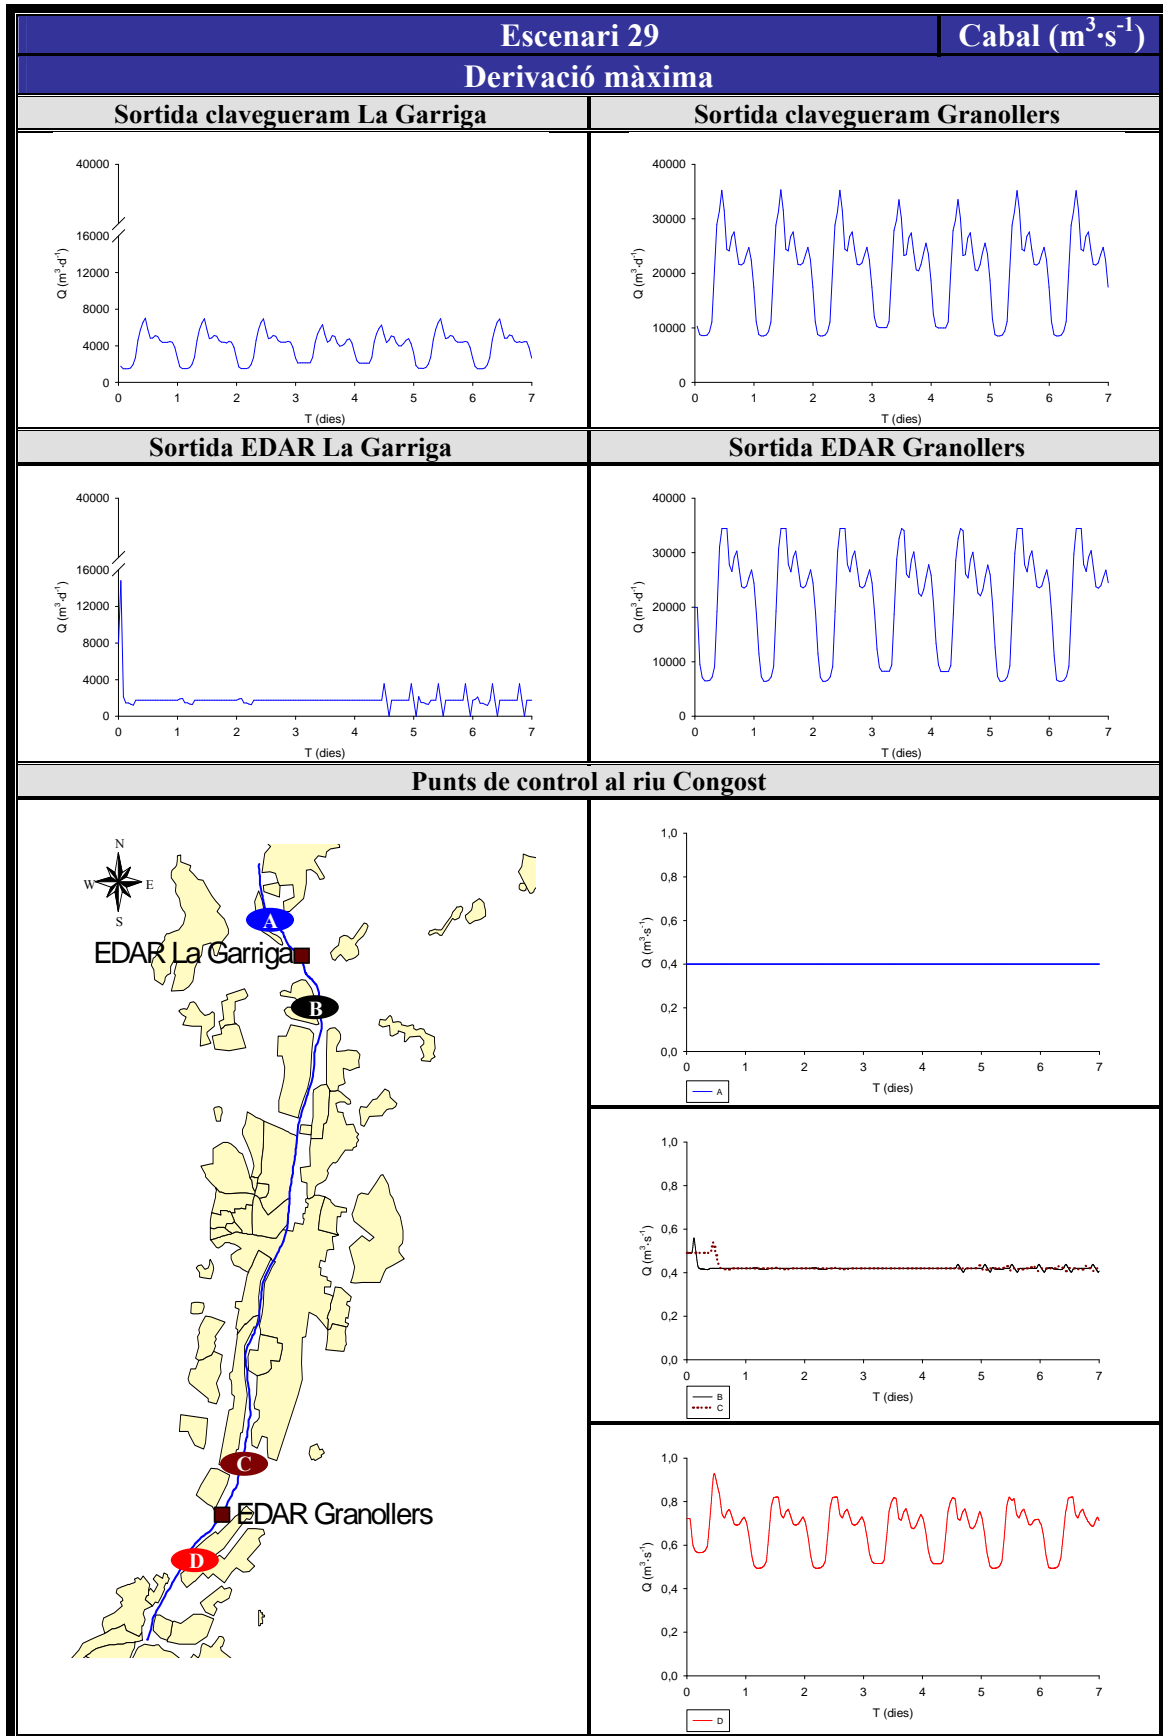 Escenari 29
Cabal (m³·s⁻¹)
Derivació màxima
Sortida clavegueram La Garriga
Sortida clavegueram Granollers
40000
16000
12000
8000
4000
0
Q (m³·d⁻¹)
0 1 2 3 4 5 6 7
T (dies)
40000
30000
20000
10000
0
Q (m³·d⁻¹)
0 1 2 3 4 5 6 7
T (dies)
Sortida EDAR La Garriga
Sortida EDAR Granollers
40000
16000
12000
8000
4000
0
Q (m³·d⁻¹)
0 1 2 3 4 5 6 7
T (dies)
40000
30000
20000
10000
0
Q (m³·d⁻¹)
0 1 2 3 4 5 6 7
T (dies)
Punts de control al riu Congost
N
W E
S
A
EDAR La Garriga
B
C
EDAR Granollers
D
1,0
0,8
0,6
0,4
0,2
0,0
Q (m³·s⁻¹)
0 1 2 3 4 5 6 7
T (dies)
A
1,0
0,8
0,6
0,4
0,2
0,0
Q (m³·s⁻¹)
0 1 2 3 4 5 6 7
T (dies)
B
C
1,0
0,8
0,6
0,4
0,2
0,0
Q (m³·s⁻¹)
0 1 2 3 4 5 6 7
T (dies)
D